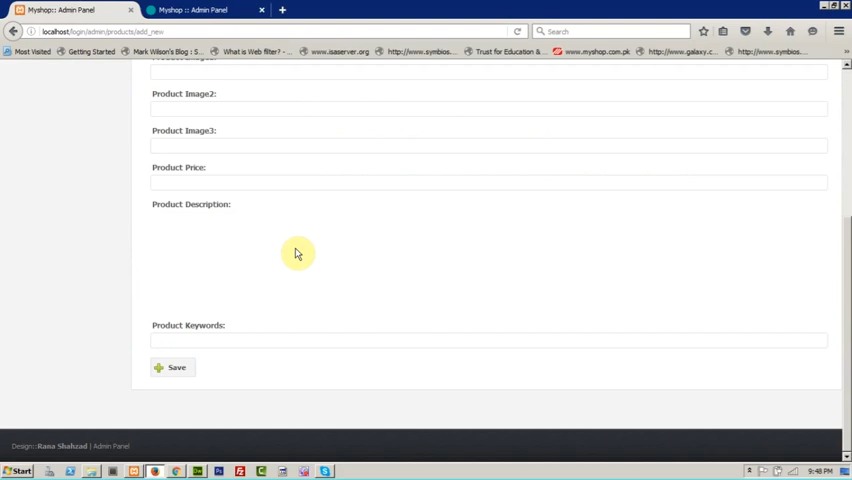 Myshop:: Admin Panel
Myshop :: Admin Panel
localhost/login/admin/products/add_new
Search
Most Visited
Getting Started
Mark Wilson's Blog : S...
What is Web filter? -...
www.isaserver.org
http://www.symbios....
Trust for Education &...
www.myshop.com.pk
http://www.galaxy.c...
http://www.symbios....
Product Image2:
Product Image3:
Product Price:
Product Description:
Product Keywords:
Save
Design::Rana Shahzad | Admin Panel
Start
9:48 PM